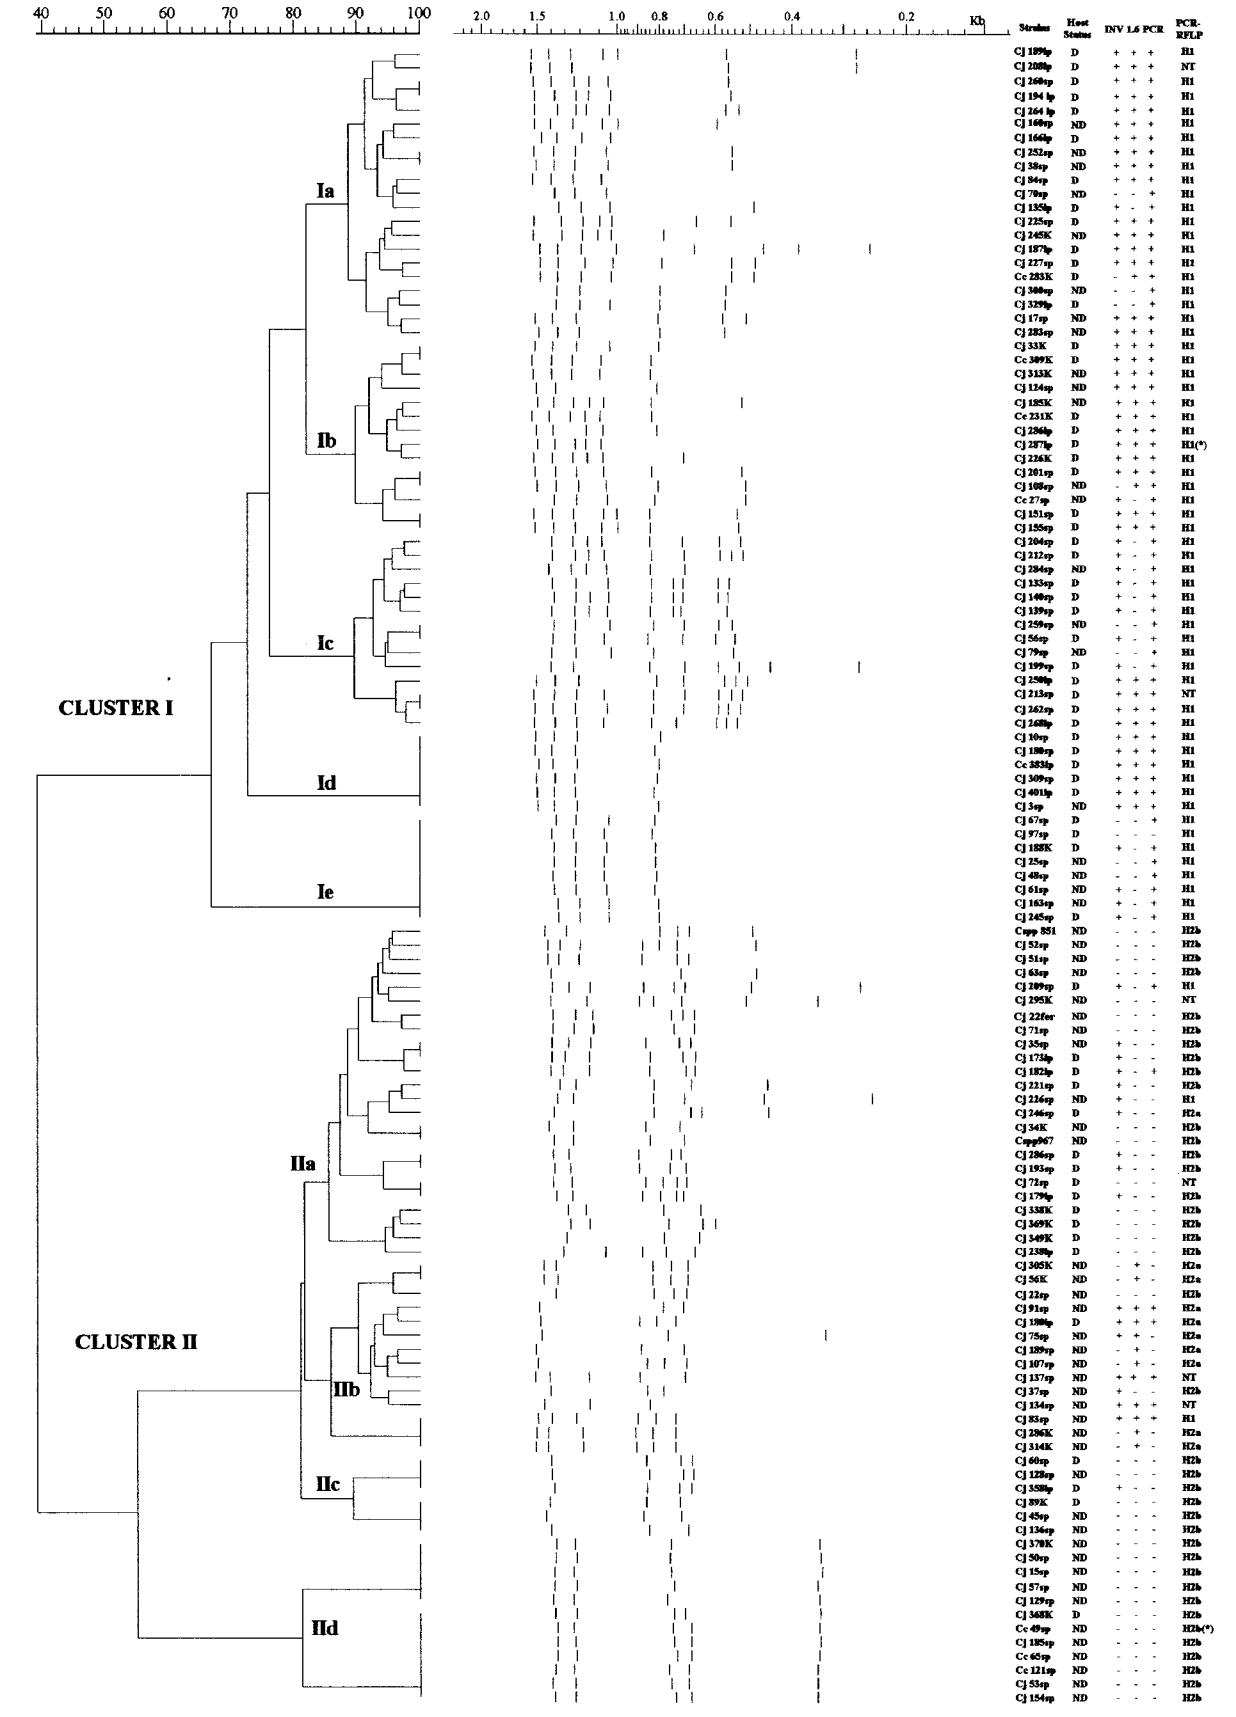 40 50 60 70 80 90 100 2.0 1.5 1.0 0.8 0.6 0.4 0.2 Kb Strains Host Status INV 1.6 PCR PCR-RFLP
Cj 189lp D + + + H1
Cj 208lp D + + + NT
Cj 260sp D + + + H1
Cj 194 lp D + + + H1
Cj 264 lp D + + + H1
Cj 160sp ND + + + H1
Cj 166lp D + + + H1
Cj 252sp ND + + + H1
Cj 38sp ND + + + H1
Cj 84sp D + + + H1
Ia
Cj 70sp ND - - + H1
Cj 135lp D + - + H1
Cj 225sp D + + + H1
Cj 245K ND + + + H1
Cj 187lp D + + + H1
Cj 227sp D + + + H1
Cc 283K D - + + H1
Cj 300sp ND - - + H1
Cj 329lp D - - + H1
Cj 17sp ND + + + H1
Cj 283sp ND + + + H1
Cj 33K D + + + H1
Cc 309K D + + + H1
Cj 313K ND + + + H1
Cj 124sp ND + + + H1
Cj 185K ND + + + H1
Cc 231K D + + + H1
Cj 286lp D + + + H1
Ib
Cj 287lp D + + + H1(*)
Cj 226K D + + + H1
Cj 201sp D + + + H1
Cj 108sp ND - + + H1
Cc 27sp ND + - + H1
Cj 151sp D + + + H1
Cj 155sp D + + + H1
Cj 204sp D + - + H1
Cj 212sp D + - + H1
Cj 284sp ND + - + H1
Cj 133sp D + - + H1
Cj 140sp D + - + H1
Cj 139sp D + - + H1
Cj 259sp ND - - + H1
Ic
Cj 56sp D + - + H1
Cj 79sp ND - - + H1
Cj 199sp D + - + H1
Cj 250lp D + + + H1
Cj 213sp D + + + NT
CLUSTER I
Cj 262sp D + + + H1
Cj 268lp D + + + H1
Cj 10sp D + + + H1
Cj 180sp D + + + H1
Cc 383lp D + + + H1
Id
Cj 309sp D + + + H1
Cj 401lp D + + + H1
Cj 3sp ND + + + H1
Cj 67sp D - - + H1
Cj 97sp D - - - H1
Cj 188K D + - + H1
Cj 25sp ND - - + H1
Cj 48sp ND - - + H1
Ie
Cj 61sp ND + - + H1
Cj 163sp ND + - + H1
Cj 245sp D + - + H1
Cspp 851 ND - - - H2b
Cj 52sp ND - - - H2b
Cj 51sp ND - - - H2b
Cj 63sp ND - - - H2b
Cj 209sp D + - + H1
Cj 295K ND - - - NT
Cj 22fer ND - - - H2b
Cj 71sp ND - - - H2b
Cj 35sp ND + - - H2b
Cj 173lp D + - - H2b
Cj 182lp D + - + H2b
Cj 221sp D + - - H2b
Cj 226sp ND + - - H1
Cj 246sp D + - - H2a
Cj 34K ND - - - H2b
Cspp967 ND - - - H2b
Cj 286sp D + - - H2b
IIa
Cj 193sp D + - - H2b
Cj 72sp D - - - NT
Cj 179lp D + - - H2b
Cj 338K D - - - H2b
Cj 369K D - - - H2b
Cj 349K D - - - H2b
Cj 238lp D - - - H2b
Cj 305K ND - + - H2a
Cj 56K ND - + - H2a
Cj 22sp ND - - - H2b
Cj 91sp ND + + + H2a
Cj 180lp D + + + H2a
CLUSTER II
Cj 75sp ND + + - H2a
Cj 189sp ND - + - H2a
Cj 107sp ND - + - H2a
Cj 137sp ND + + + NT
IIb
Cj 37sp ND + - - H2b
Cj 134sp ND + + + NT
Cj 83sp ND + + + H1
Cj 286K ND - + - H2a
Cj 314K ND - + - H2a
Cj 60sp D - - - H2b
Cj 128sp ND - - - H2b
IIc
Cj 358lp D + - - H2b
Cj 89K D - - - H2b
Cj 45sp ND - - - H2b
Cj 136sp ND - - - H2b
Cj 370K ND - - - H2b
Cj 50sp ND - - - H2b
Cj 15sp ND - - - H2b
Cj 57sp ND - - - H2b
Cj 129sp ND - - - H2b
Cj 368K D - - - H2b
IId
Cc 49sp ND - - - H2b(*)
Cj 185sp ND - - - H2b
Cc 65sp ND - - - H2b
Cc 121sp ND - - - H2b
Cj 53sp ND - - - H2b
Cj 154sp ND - - - H2b